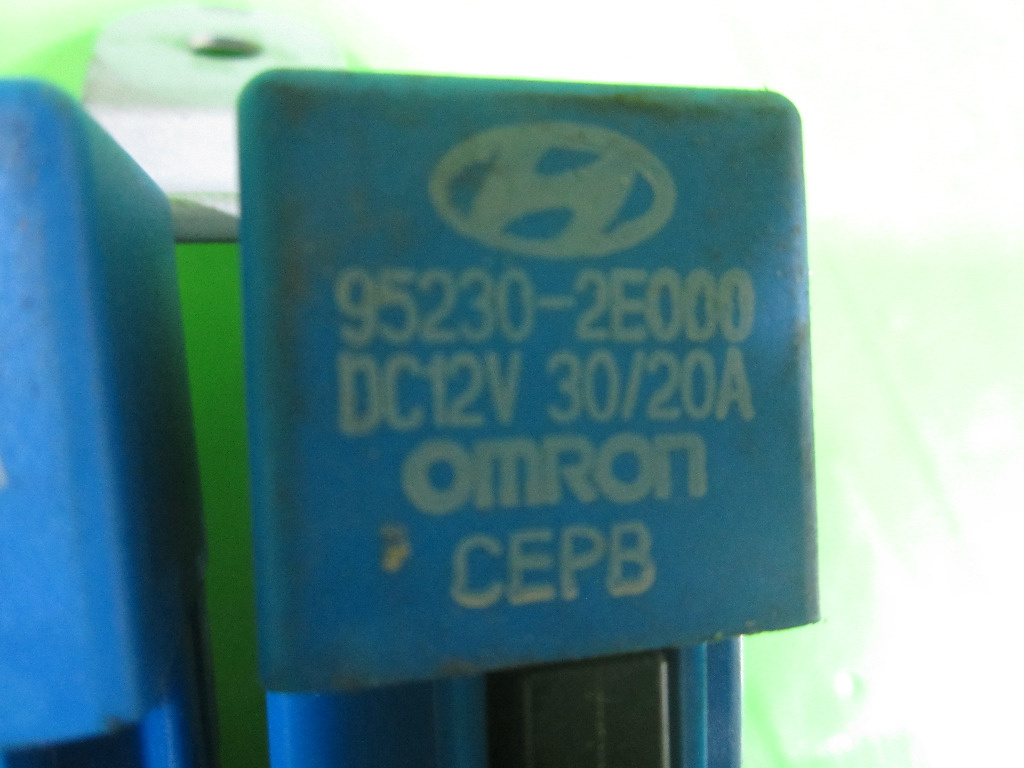 95230-2E000
DC12V 30/20A
omron
CEPB